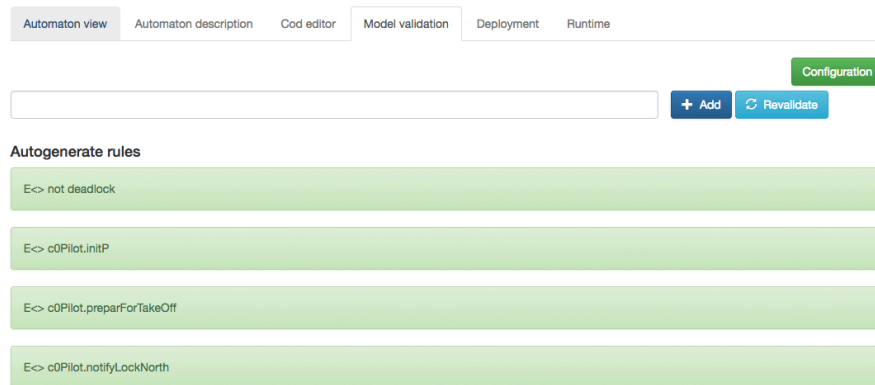 Automaton view Automaton description Cod editor Model validation Deployment Runtime
Configuration
Add Revalidate
Autogenerate rules
E<> not deadlock
E<> c0Pilot.initP
E<> c0Pilot.preparForTakeOff
E<> c0Pilot.notifyLockNorth